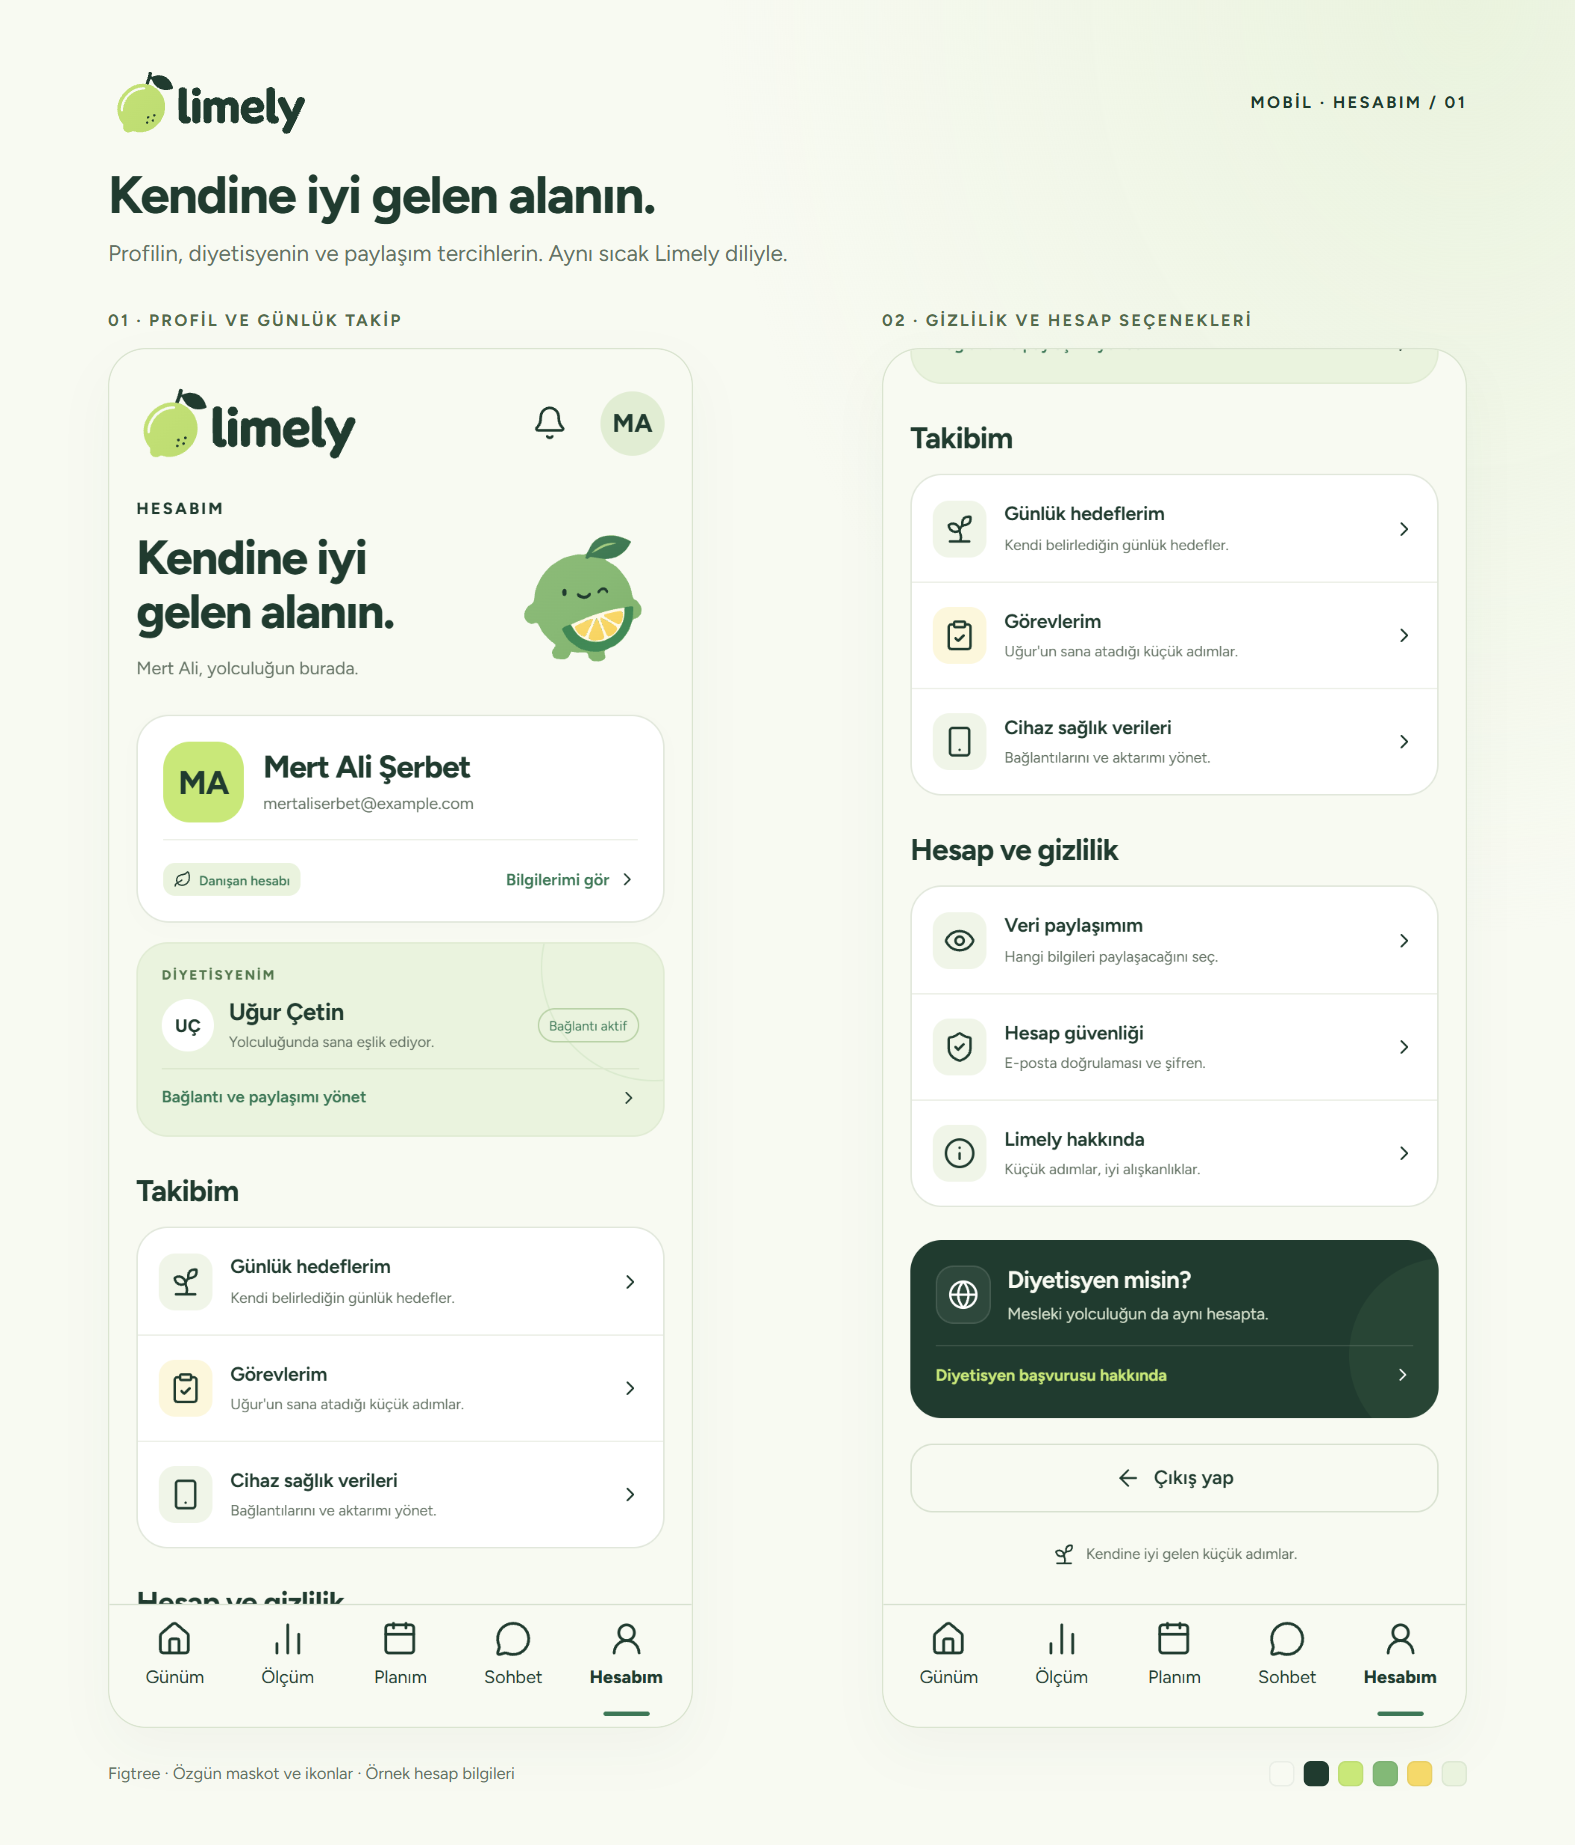 limely
MOBİL · HESABIM / 01
Kendine iyi gelen alanın.
Profilin, diyetisyenin ve paylaşım tercihlerin. Aynı sıcak Limely diliyle.
01 · PROFİL VE GÜNLÜK TAKİP
limely
MA
HESABIM
Kendine iyi
gelen alanın.
Mert Ali, yolculuğun burada.
MA
Mert Ali Şerbet
mertaliserbet@example.com
Danışan hesabı
Bilgilerimi gör
DİYETİSYENİM
UÇ
Uğur Çetin
Yolculuğunda sana eşlik ediyor.
Bağlantı aktif
Bağlantı ve paylaşımı yönet
Takibim
Günlük hedeflerim
Kendi belirlediğin günlük hedefler.
Görevlerim
Uğur'un sana atadığı küçük adımlar.
Cihaz sağlık verileri
Bağlantılarını ve aktarımı yönet.
Hesap ve gizlilik
Günüm
Ölçüm
Planım
Sohbet
Hesabım
02 · GİZLİLİK VE HESAP SEÇENEKLERİ
Takibim
Günlük hedeflerim
Kendi belirlediğin günlük hedefler.
Görevlerim
Uğur'un sana atadığı küçük adımlar.
Cihaz sağlık verileri
Bağlantılarını ve aktarımı yönet.
Hesap ve gizlilik
Veri paylaşımım
Hangi bilgileri paylaşacağını seç.
Hesap güvenliği
E-posta doğrulaması ve şifren.
Limely hakkında
Küçük adımlar, iyi alışkanlıklar.
Diyetisyen misin?
Mesleki yolculuğun da aynı hesapta.
Diyetisyen başvurusu hakkında
Çıkış yap
Kendine iyi gelen küçük adımlar.
Günüm
Ölçüm
Planım
Sohbet
Hesabım
Figtree · Özgün maskot ve ikonlar · Örnek hesap bilgileri